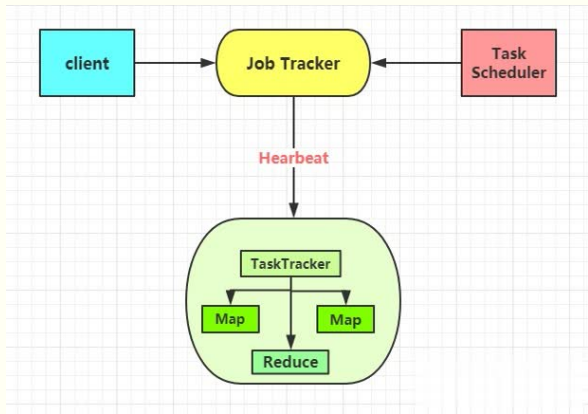 client
Job Tracker
Task
Scheduler
Hearbeat
TaskTracker
Map
Map
Reduce